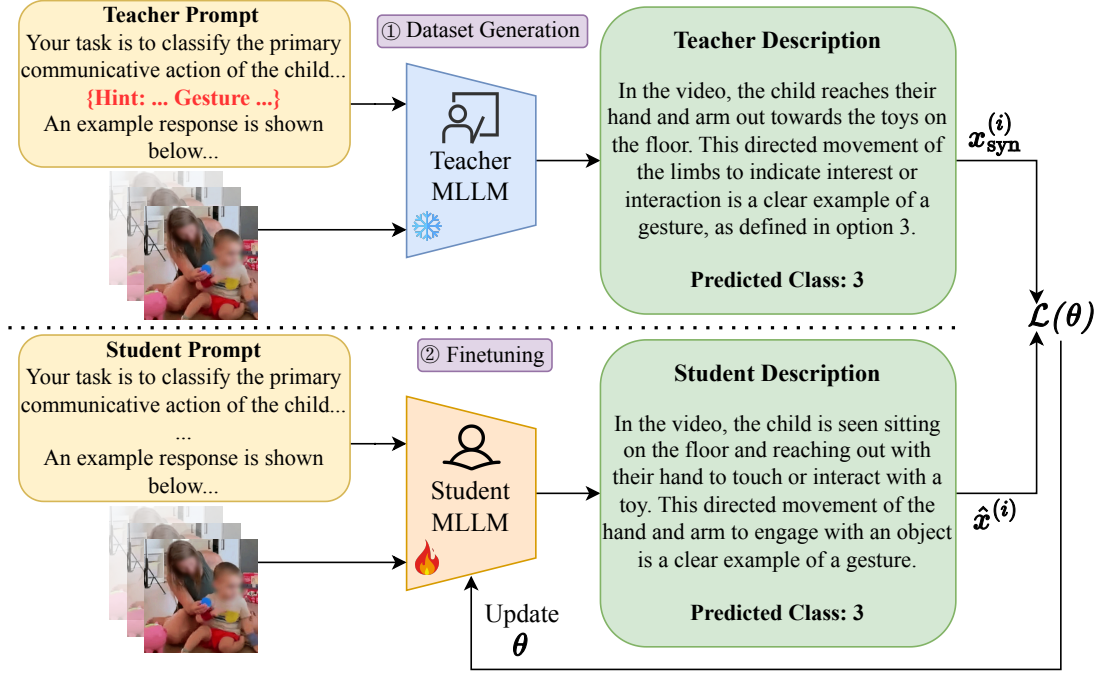 Teacher Prompt
Your task is to classify the primary
communicative action of the child...
{Hint: ... Gesture ...}
An example response is shown
below...
① Dataset Generation
Teacher
MLLM
Teacher Description
In the video, the child reaches their
hand and arm out towards the toys on
the floor. This directed movement of
the limbs to indicate interest or
interaction is a clear example of a
gesture, as defined in option 3.
Predicted Class: 3
x_syn^(i)
ℒ(θ)
Student Prompt
Your task is to classify the primary
communicative action of the child...
...
An example response is shown
below...
② Finetuning
Student
MLLM
Student Description
In the video, the child is seen sitting
on the floor and reaching out with
their hand to touch or interact with a
toy. This directed movement of the
hand and arm to engage with an object
is a clear example of a gesture.
Predicted Class: 3
x̂^(i)
Update
θ